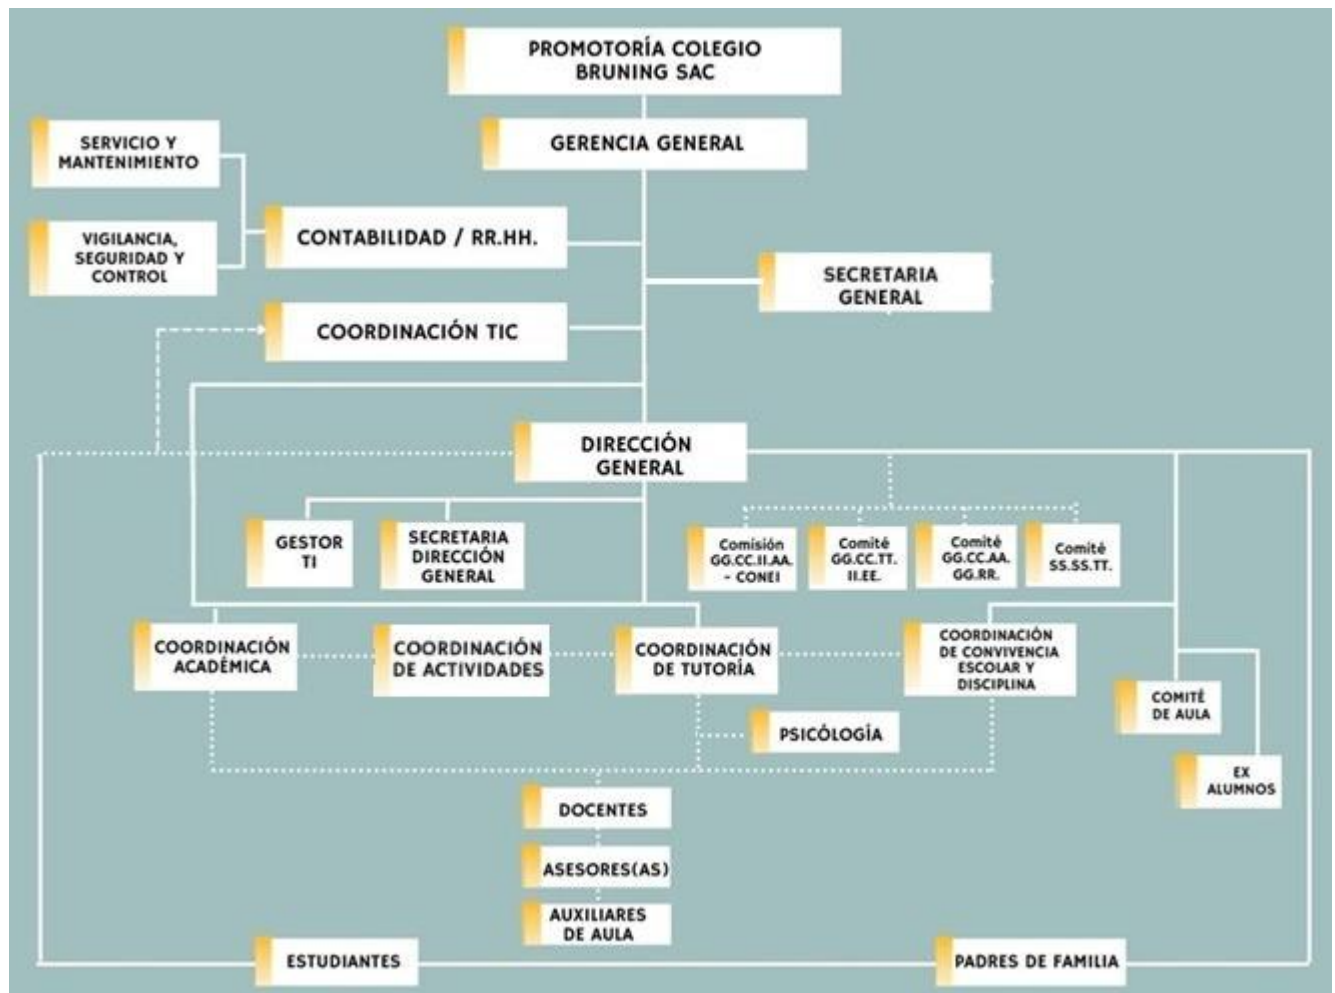 PROMOTORÍA COLEGIO
BRUNING SAC
GERENCIA GENERAL
SERVICIO Y
MANTENIMIENTO
VIGILANCIA,
SEGURIDAD Y
CONTROL
CONTABILIDAD / RR.HH.
SECRETARIA
GENERAL
COORDINACIÓN TIC
DIRECCIÓN
GENERAL
GESTOR
TI
SECRETARIA
DIRECCIÓN
GENERAL
Comisión
GG.CC.II.AA.
- CONEI
Comité
GG.CC.TT.
II.EE.
Comité
GG.CC.AA.
GG.RR.
Comité
SS.SS.TT.
COORDINACIÓN
ACADÉMICA
COORDINACIÓN
DE ACTIVIDADES
COORDINACIÓN
DE TUTORÍA
COORDINACIÓN
DE CONVIVENCIA
ESCOLAR Y
DISCIPLINA
COMITÉ
DE AULA
PSICÓLOGÍA
EX
ALUMNOS
DOCENTES
ASESORES(AS)
AUXILIARES
DE AULA
ESTUDIANTES
PADRES DE FAMILIA